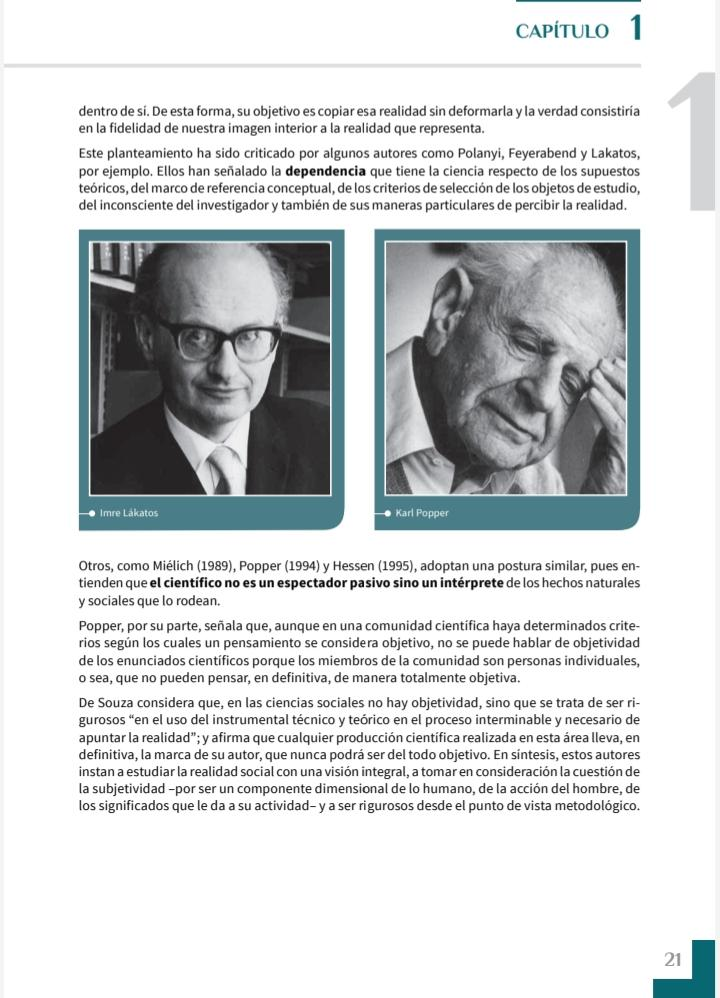 CAPÍTULO 1
1
dentro de sí. De esta forma, su objetivo es copiar esa realidad sin deformarla y la verdad consistiría
en la fidelidad de nuestra imagen interior a la realidad que representa.
Este planteamiento ha sido criticado por algunos autores como Polanyi, Feyerabend y Lakatos,
por ejemplo. Ellos han señalado la dependencia que tiene la ciencia respecto de los supuestos
teóricos, del marco de referencia conceptual, de los criterios de selección de los objetos de estudio,
del inconsciente del investigador y también de sus maneras particulares de percibir la realidad.
Imre Lákatos
Karl Popper
Otros, como Miélich (1989), Popper (1994) y Hessen (1995), adoptan una postura similar, pues en-
tienden que el científico no es un espectador pasivo sino un intérprete de los hechos naturales
y sociales que lo rodean.
Popper, por su parte, señala que, aunque en una comunidad científica haya determinados crite-
rios según los cuales un pensamiento se considera objetivo, no se puede hablar de objetividad
de los enunciados científicos porque los miembros de la comunidad son personas individuales,
o sea, que no pueden pensar, en definitiva, de manera totalmente objetiva.
De Souza considera que, en las ciencias sociales no hay objetividad, sino que se trata de ser ri-
gurosos “en el uso del instrumental técnico y teórico en el proceso interminable y necesario de
apuntar la realidad”; y afirma que cualquier producción científica realizada en esta área lleva, en
definitiva, la marca de su autor, que nunca podrá ser del todo objetivo. En síntesis, estos autores
instan a estudiar la realidad social con una visión integral, a tomar en consideración la cuestión de
la subjetividad –por ser un componente dimensional de lo humano, de la acción del hombre, de
los significados que le da a su actividad– y a ser rigurosos desde el punto de vista metodológico.
21